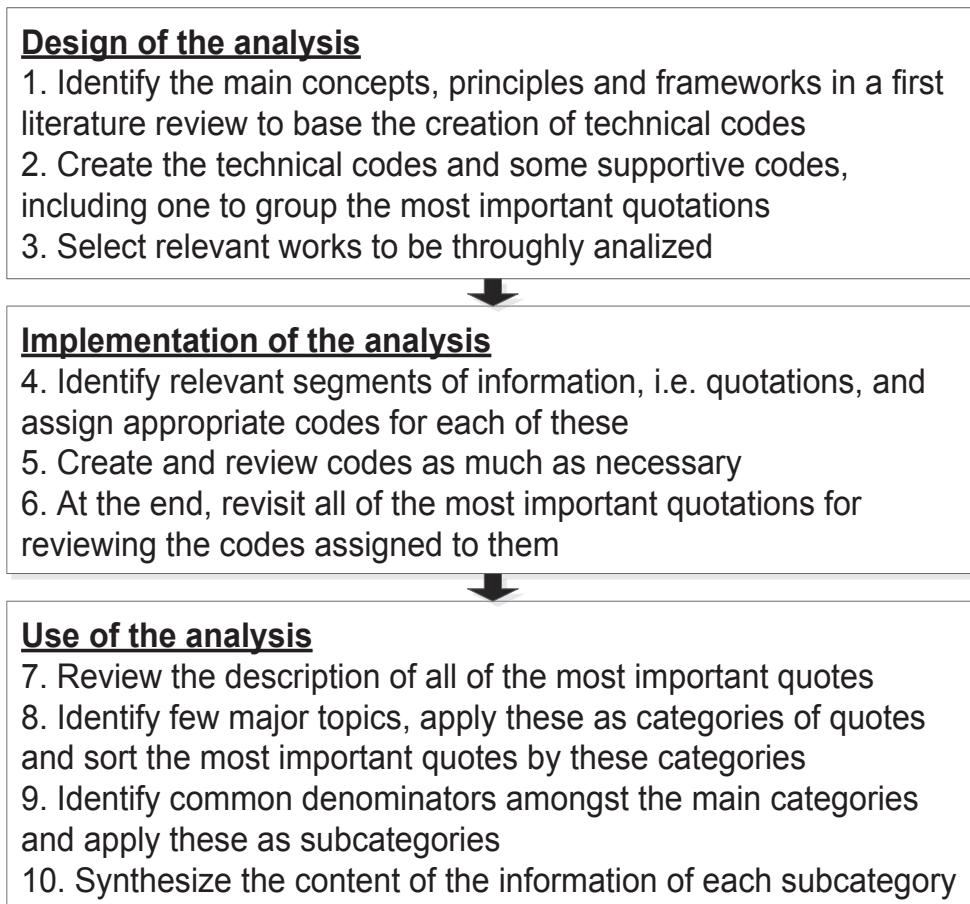 Design of the analysis
1. Identify the main concepts, principles and frameworks in a first
literature review to base the creation of technical codes
2. Create the technical codes and some supportive codes,
including one to group the most important quotations
3. Select relevant works to be throughly analized
Implementation of the analysis
4. Identify relevant segments of information, i.e. quotations, and
assign appropriate codes for each of these
5. Create and review codes as much as necessary
6. At the end, revisit all of the most important quotations for
reviewing the codes assigned to them
Use of the analysis
7. Review the description of all of the most important quotes
8. Identify few major topics, apply these as categories of quotes
and sort the most important quotes by these categories
9. Identify common denominators amongst the main categories
and apply these as subcategories
10. Synthesize the content of the information of each subcategory